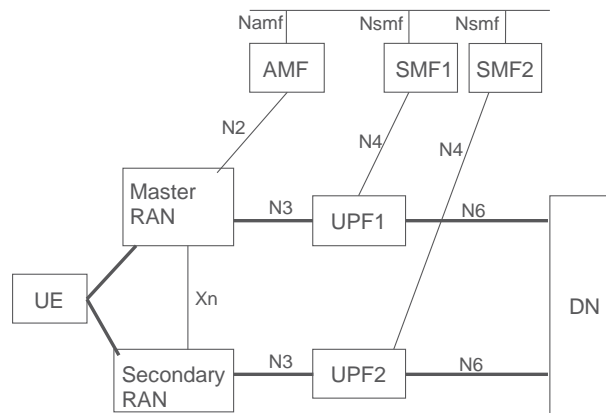 Namf
Nsmf
Nsmf
AMF
SMF1
SMF2
N2
N4
N4
Master
RAN
N3
UPF1
N6
UE
Xn
DN
Secondary
RAN
N3
UPF2
N6